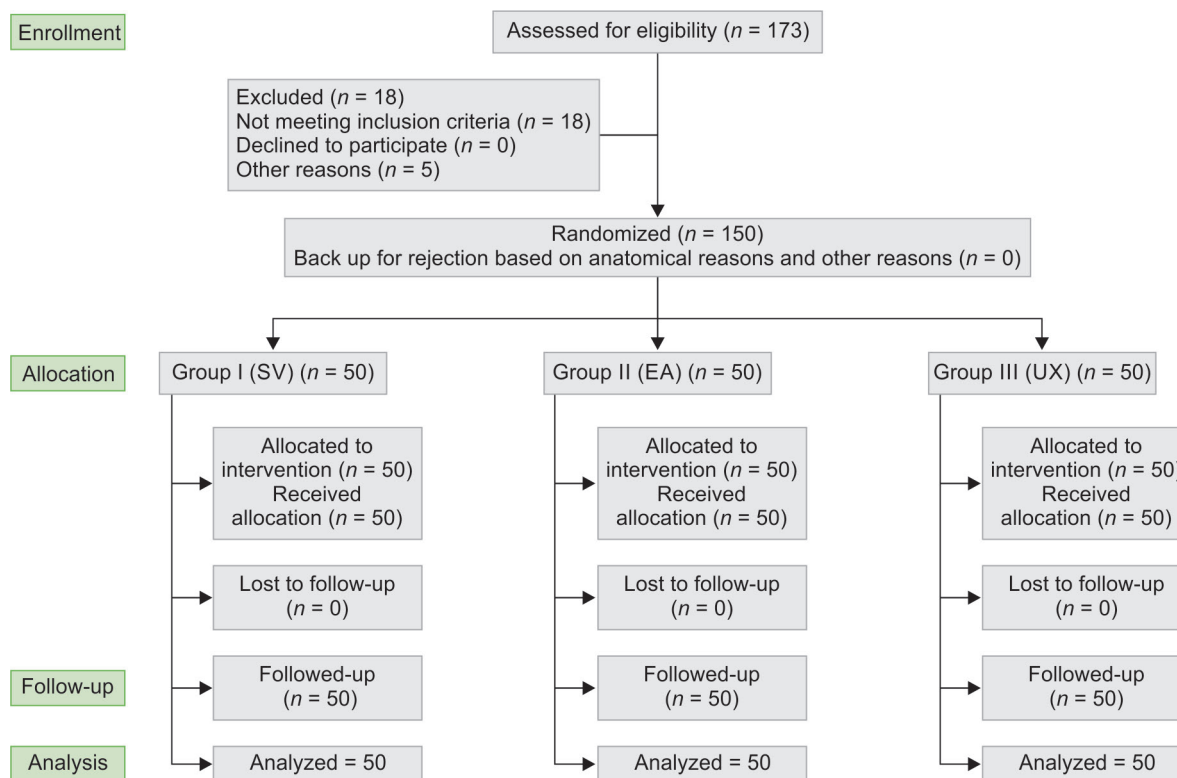 Enrollment
Assessed for eligibility (n = 173)
Excluded (n = 18)
Not meeting inclusion criteria (n = 18)
Declined to participate (n = 0)
Other reasons (n = 5)
Randomized (n = 150)
Back up for rejection based on anatomical reasons and other reasons (n = 0)
Allocation
Group I (SV) (n = 50)
Group II (EA) (n = 50)
Group III (UX) (n = 50)
Allocated to
intervention (n = 50)
Received
allocation (n = 50)
Allocated to
intervention (n = 50)
Received
allocation (n = 50)
Allocated to
intervention (n = 50)
Received
allocation (n = 50)
Lost to follow-up
(n = 0)
Lost to follow-up
(n = 0)
Lost to follow-up
(n = 0)
Follow-up
Followed-up
(n = 50)
Followed-up
(n = 50)
Followed-up
(n = 50)
Analysis
Analyzed = 50
Analyzed = 50
Analyzed = 50